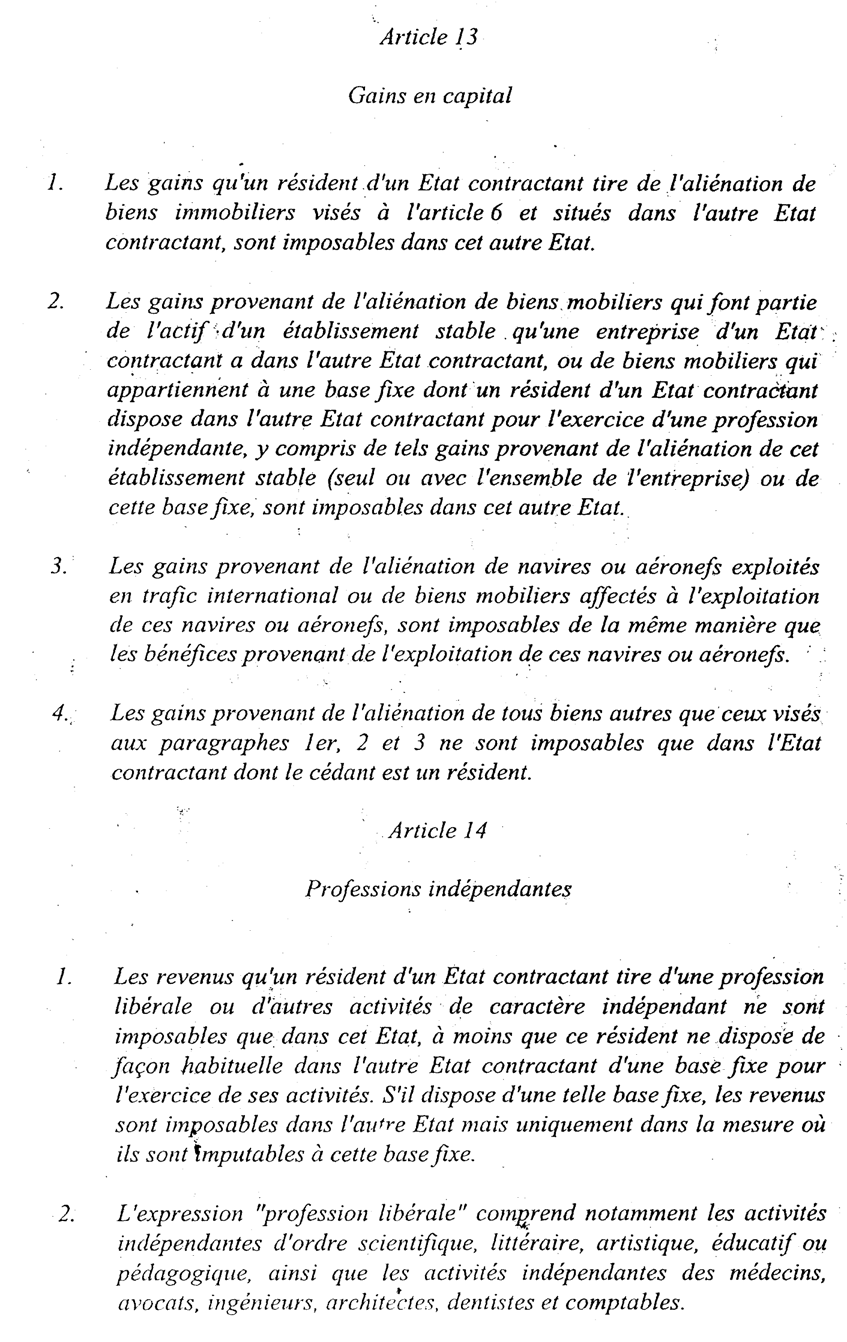 Article 13
Gains en capital
1. Les gains qu'un résident d'un Etat contractant tire de l'aliénation de
biens immobiliers visés à l'article 6 et situés dans l'autre Etat
contractant, sont imposables dans cet autre Etat.
2. Les gains provenant de l'aliénation de biens mobiliers qui font partie
de l'actif d'un établissement stable qu'une entreprise d'un Etat
contractant a dans l'autre Etat contractant, ou de biens mobiliers qui
appartiennent à une base fixe dont un résident d'un Etat contractant
dispose dans l'autre Etat contractant pour l'exercice d'une profession
indépendante, y compris de tels gains provenant de l'aliénation de cet
établissement stable (seul ou avec l'ensemble de l'entreprise) ou de
cette base fixe, sont imposables dans cet autre Etat.
3. Les gains provenant de l'aliénation de navires ou aéronefs exploités
en trafic international ou de biens mobiliers affectés à l'exploitation
de ces navires ou aéronefs, sont imposables de la même manière que
les bénéfices provenant de l'exploitation de ces navires ou aéronefs.
4. Les gains provenant de l'aliénation de tous biens autres que ceux visés
aux paragraphes 1er, 2 et 3 ne sont imposables que dans l'Etat
contractant dont le cédant est un résident.
Article 14
Professions indépendantes
1. Les revenus qu'un résident d'un Etat contractant tire d'une profession
libérale ou d'autres activités de caractère indépendant ne sont
imposables que dans cet Etat, à moins que ce résident ne dispose de
façon habituelle dans l'autre Etat contractant d'une base fixe pour
l'exercice de ses activités. S'il dispose d'une telle base fixe, les revenus
sont imposables dans l'autre Etat mais uniquement dans la mesure où
ils sont imputables à cette base fixe.
2. L'expression "profession libérale" comprend notamment les activités
indépendantes d'ordre scientifique, littéraire, artistique, éducatif ou
pédagogique, ainsi que les activités indépendantes des médecins,
avocats, ingénieurs, architectes, dentistes et comptables.